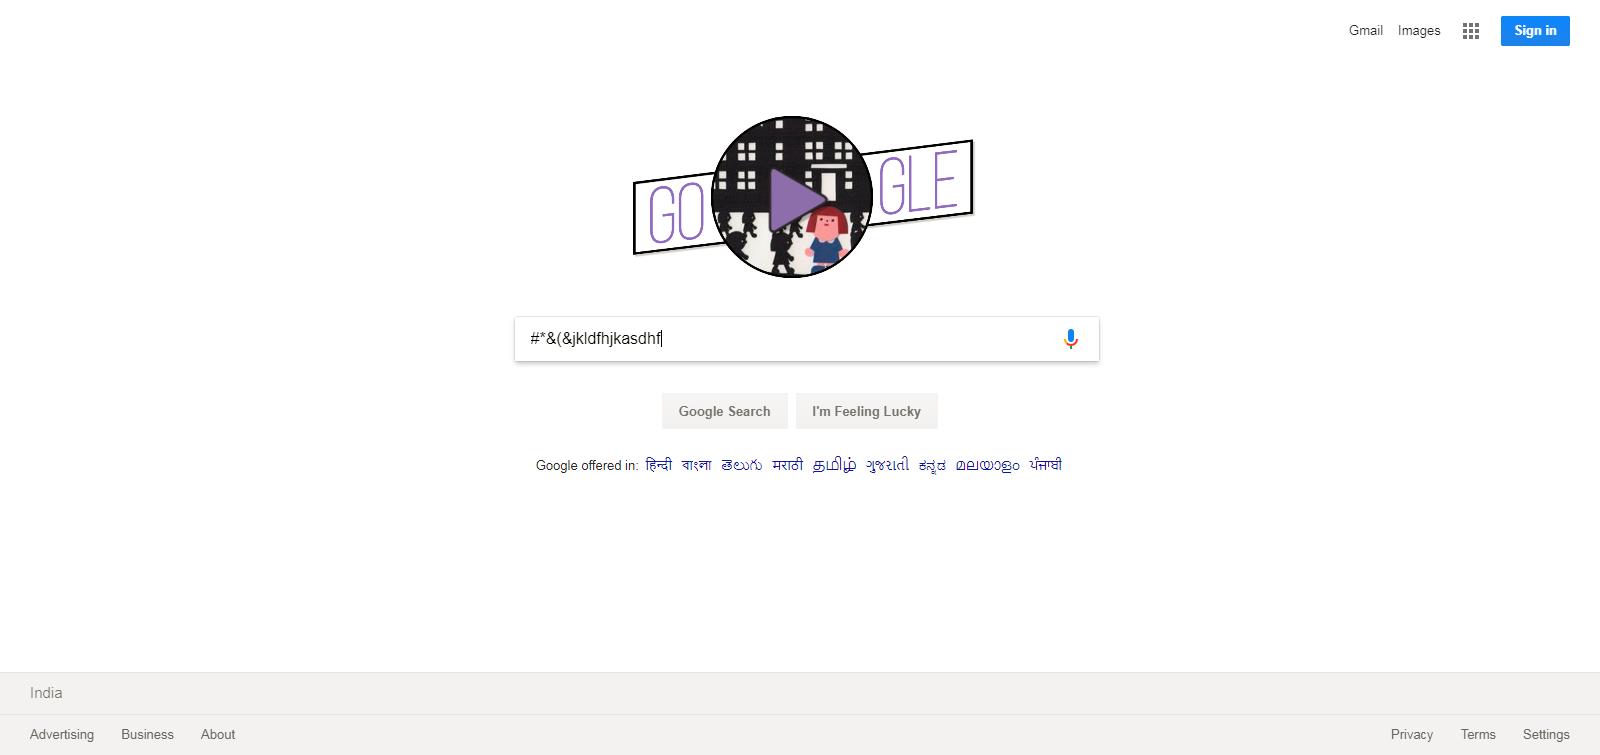 Gmail Images Sign in
GO GLE
#*&(&jkldfhjkasdhf
Google Search I'm Feeling Lucky
Google offered in: हिन्दी বাংলা తెలుగు मराठी தமிழ் ગુજરાતી ಕನ್ನಡ മലയാളം ਪੰਜਾਬੀ
India
Advertising Business About Privacy Terms Settings